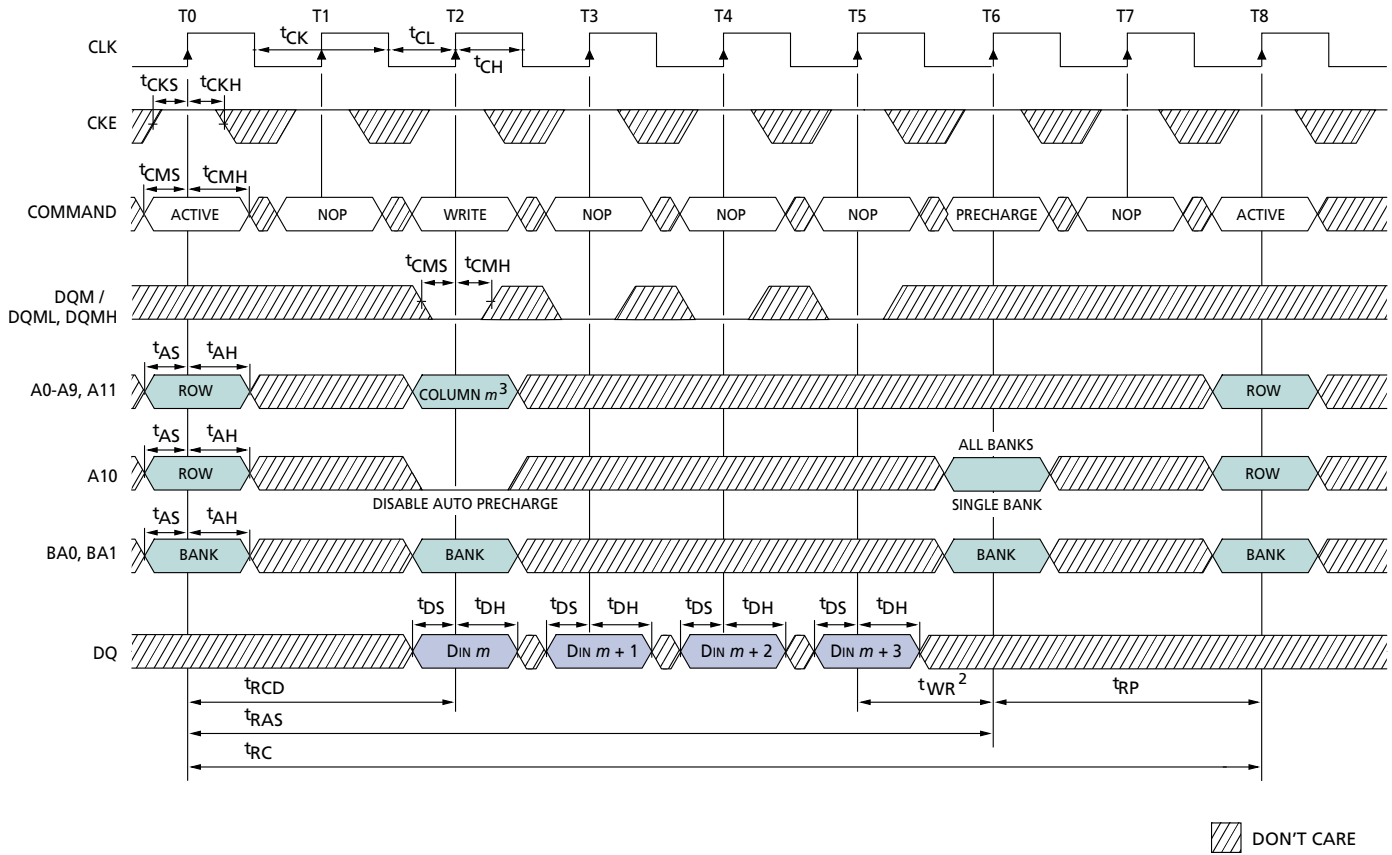 T0 T1 T2 T3 T4 T5 T6 T7 T8
CLK
tCK tCL
tCH
tCKS tCKH
CKE
tCMS tCMH
COMMAND ACTIVE NOP WRITE NOP NOP NOP PRECHARGE NOP ACTIVE
tCMS tCMH
DQM /
DQML, DQMH
tAS tAH
A0-A9, A11 ROW COLUMN m3 ROW
tAS tAH
ALL BANKS
A10 ROW ROW
DISABLE AUTO PRECHARGE SINGLE BANK
tAS tAH
BA0, BA1 BANK BANK BANK BANK
tDS tDH tDS tDH tDS tDH tDS tDH
DQ DIN m DIN m + 1 DIN m + 2 DIN m + 3
tRCD tWR2 tRP
tRAS
tRC
DON'T CARE